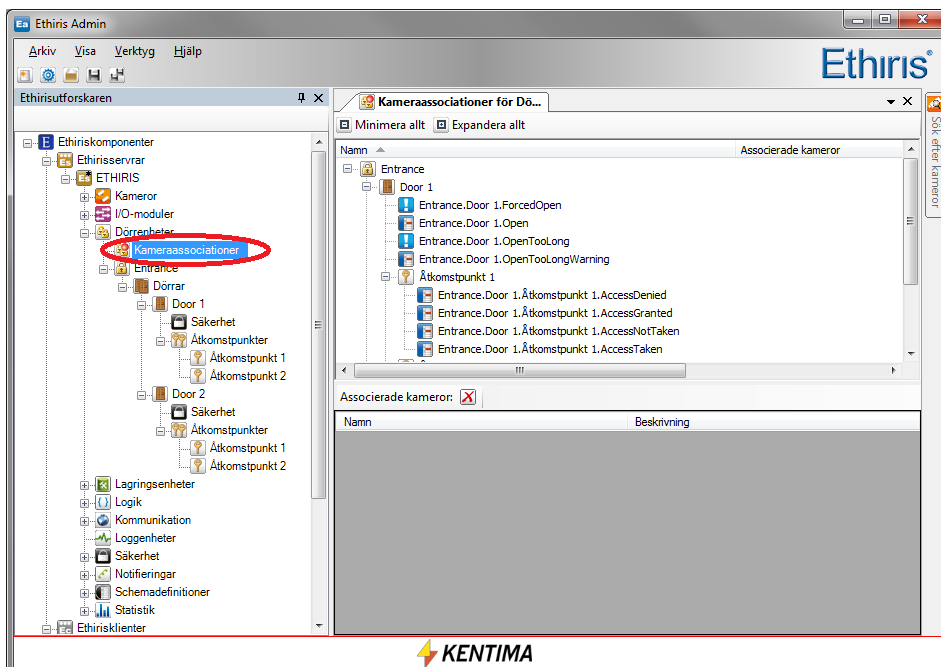 Ea Ethiris Admin
Arkiv Visa Verktyg Hjälp
Ethiris®
Ethirisutforskaren
Ethiriskomponenter
Ethirisservrar
ETHIRIS
Kameror
I/O-moduler
Dörrenheter
Kameraassociationer
Entrance
Dörrar
Door 1
Säkerhet
Åtkomstpunkter
Åtkomstpunkt 1
Åtkomstpunkt 2
Door 2
Säkerhet
Åtkomstpunkter
Åtkomstpunkt 1
Åtkomstpunkt 2
Lagringsenheter
Logik
Kommunikation
Loggenheter
Säkerhet
Notifieringar
Schemadefinitioner
Statistik
Ethirisklienter
Kameraassociationer för Dö...
Minimera allt Expandera allt
Namn Associerade kameror
Entrance
Door 1
Entrance.Door 1.ForcedOpen
Entrance.Door 1.Open
Entrance.Door 1.OpenTooLong
Entrance.Door 1.OpenTooLongWarning
Åtkomstpunkt 1
Entrance.Door 1.Åtkomstpunkt 1.AccessDenied
Entrance.Door 1.Åtkomstpunkt 1.AccessGranted
Entrance.Door 1.Åtkomstpunkt 1.AccessNotTaken
Entrance.Door 1.Åtkomstpunkt 1.AccessTaken
Associerade kameror:
Namn Beskrivning
Sök efter kameror
KENTIMA